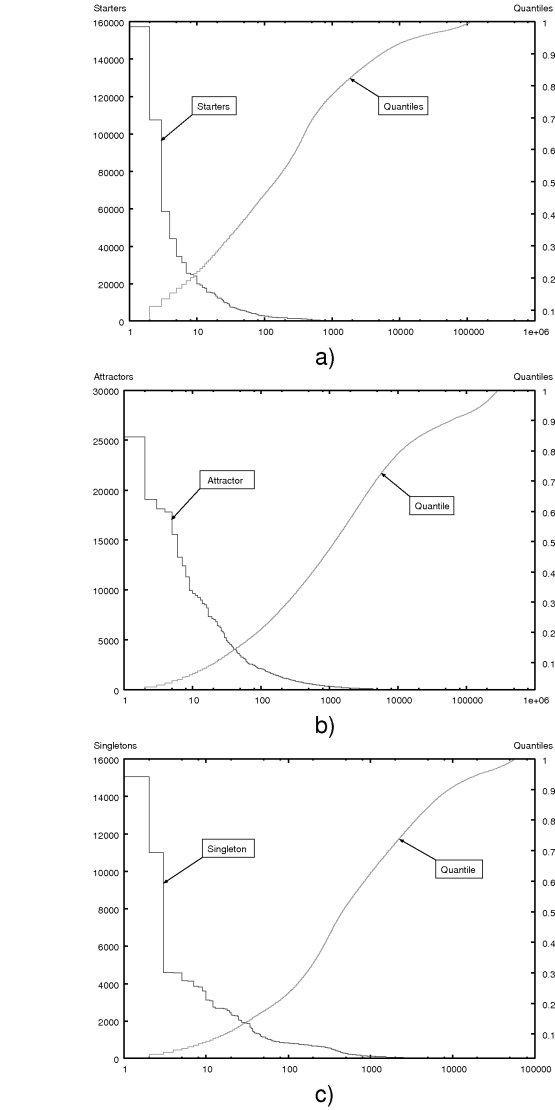 Starters Quantiles
160000 1
140000 0.9
120000 0.8
Starters Quantiles
100000 0.7
80000 0.6
0.5
60000 0.4
40000 0.3
20000 0.2
0.1
0
1 10 100 1000 10000 100000 1e+06
a)
Attractors Quantiles
30000 1
0.9
25000
0.8
Attractor
20000 0.7
Quantile
0.6
15000 0.5
0.4
10000
0.3
5000 0.2
0.1
0
1 10 100 1000 10000 100000 1e+06
b)
Singletons Quantiles
16000 1
14000 0.9
0.8
12000
Singleton 0.7
10000 Quantile
0.6
8000 0.5
6000 0.4
0.3
4000
0.2
2000
0.1
0
1 10 100 1000 10000 100000
c)